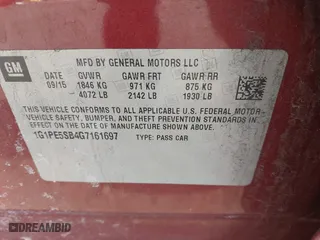 GM
MFD BY GENERAL MOTORS LLC
DATE GVWR GAWR FRT GAWR RR
09/15 1846 KG 971 KG 875 KG
4072 LB 2142 LB 1930 LB
THIS VEHICLE CONFORMS TO ALL APPLICABLE U.S. FEDERAL MOTOR
VEHICLE SAFETY, BUMPER, AND THEFT PREVENTION STANDARDS IN
EFFECT ON THE DATE OF MANUFACTURE SHOWN ABOVE.
1G1PE5SB4G7161697 TYPE: PASS CAR